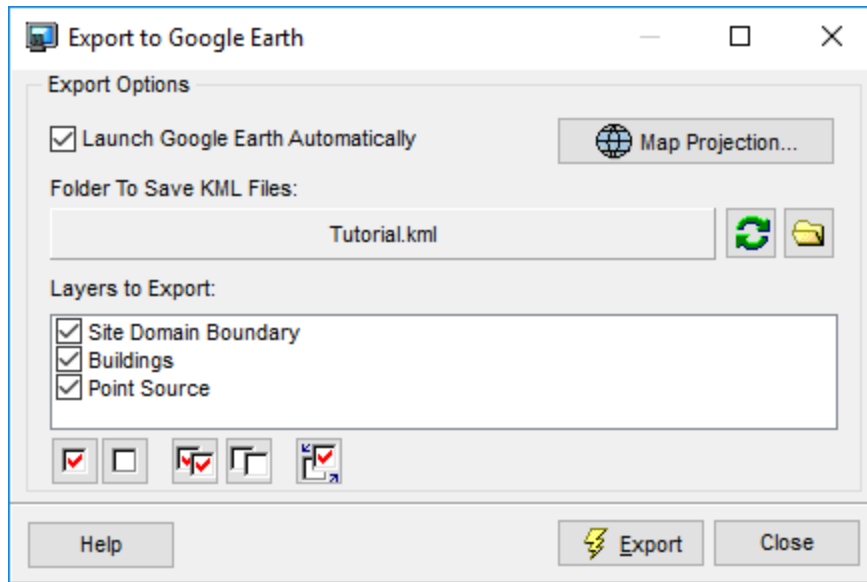 Export to Google Earth
Export Options
Launch Google Earth Automatically
Map Projection...
Folder To Save KML Files:
Tutorial.kml
Layers to Export:
Site Domain Boundary
Buildings
Point Source
Help
Export
Close